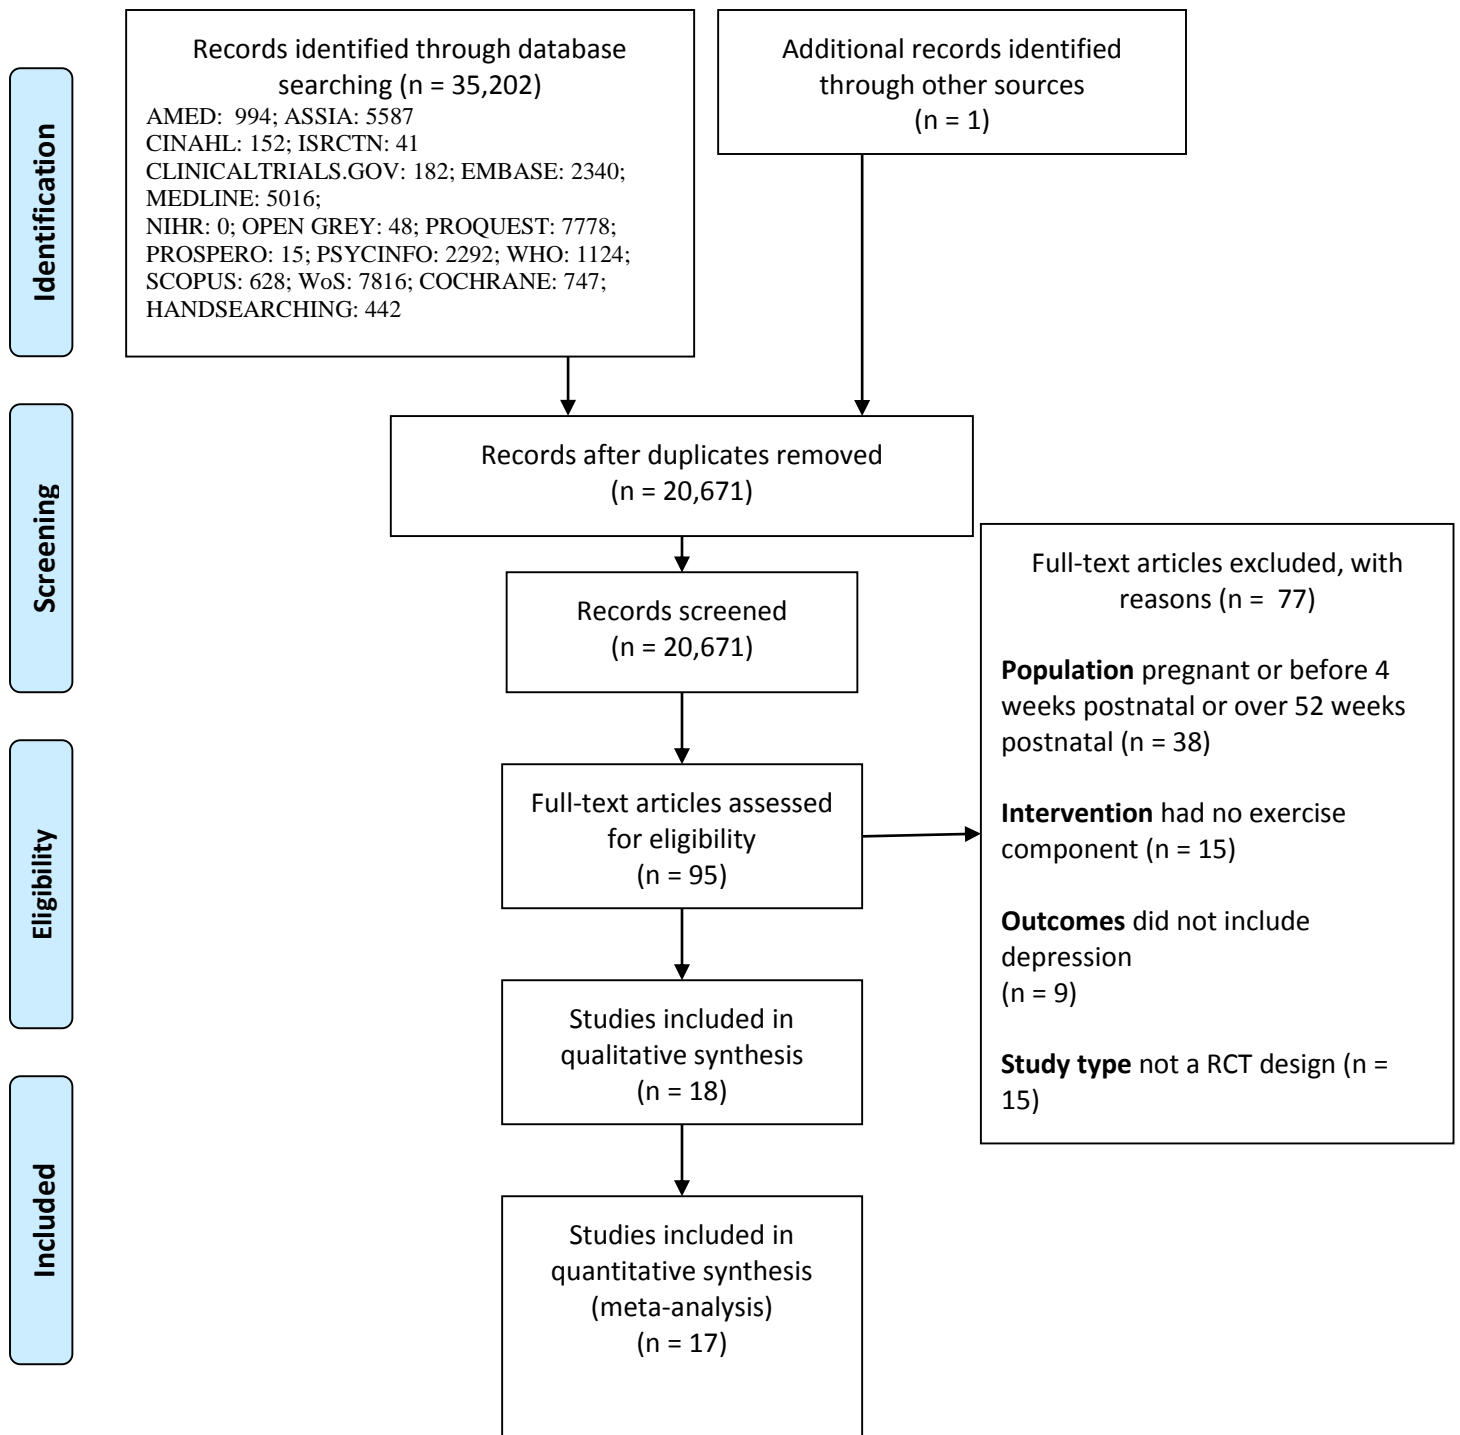 Identification
Records identified through database
searching (n = 35,202)
AMED:  994; ASSIA: 5587
CINAHL: 152; ISRCTN: 41
CLINICALTRIALS.GOV: 182; EMBASE: 2340;
MEDLINE: 5016;
NIHR: 0; OPEN GREY: 48; PROQUEST: 7778;
PROSPERO: 15; PSYCINFO: 2292; WHO: 1124;
SCOPUS: 628; WoS: 7816; COCHRANE: 747;
HANDSEARCHING: 442
Additional records identified
through other sources
(n = 1)
Screening
Records after duplicates removed
(n = 20,671)
Records screened
(n = 20,671)
Eligibility
Full-text articles assessed
for eligibility
(n = 95)
Full-text articles excluded, with
reasons (n =  77)
Population pregnant or before 4
weeks postnatal or over 52 weeks
postnatal (n = 38)
Intervention had no exercise
component (n = 15)
Outcomes did not include
depression
(n = 9)
Study type not a RCT design (n =
15)
Studies included in
qualitative synthesis
(n = 18)
Included
Studies included in
quantitative synthesis
(meta-analysis)
(n = 17)